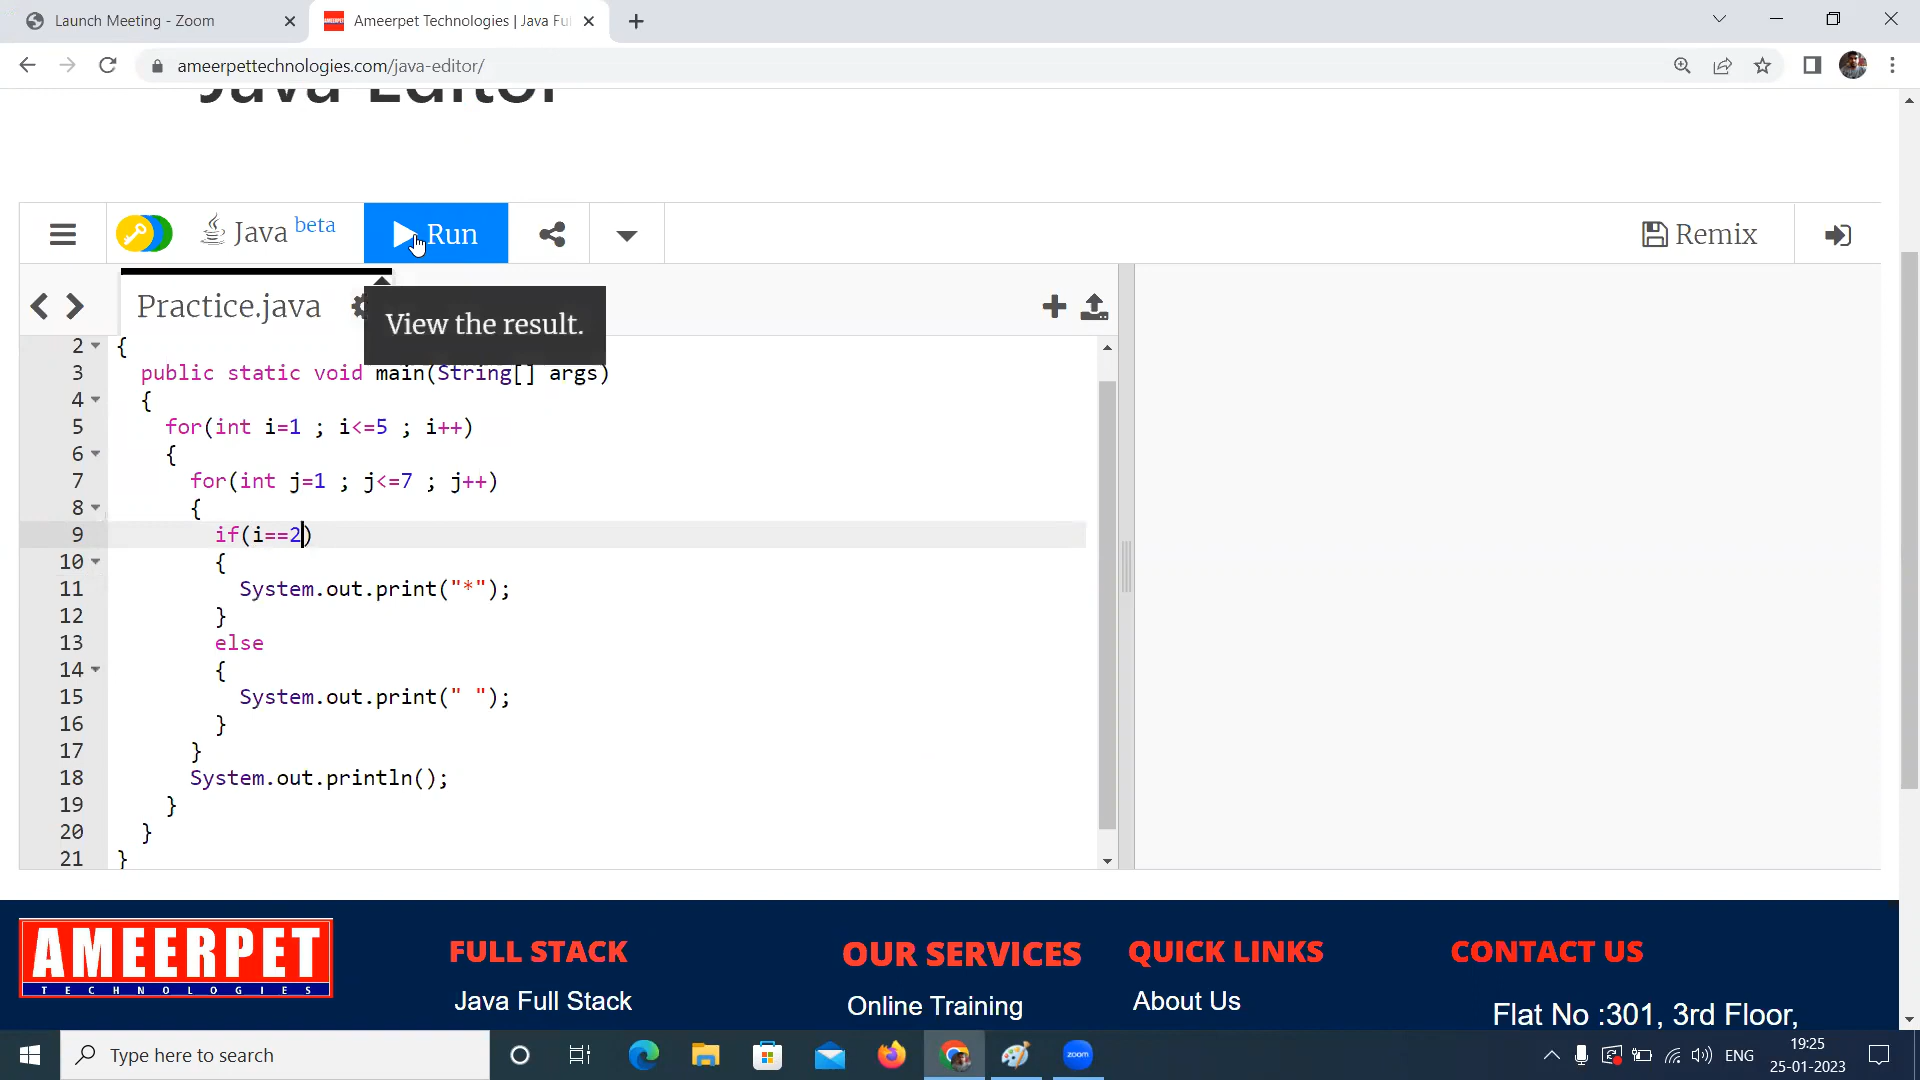 Launch Meeting - Zoom
Ameerpet Technologies | Java Fu
ameerpettechnologies.com/java-editor/
Java Editor
Java beta
Run
Remix
Practice.java
View the result.
2 {
3 public static void main(String[] args)
4 {
5 for(int i=1 ; i<=5 ; i++)
6 {
7 for(int j=1 ; j<=7 ; j++)
8 {
9 if(i==2)
10 {
11 System.out.print("*");
12 }
13 else
14 {
15 System.out.print(" ");
16 }
17 }
18 System.out.println();
19 }
20 }
21 }
AMEERPET
TECHNOLOGIES
FULL STACK
OUR SERVICES
QUICK LINKS
CONTACT US
Java Full Stack
Online Training
About Us
Flat No :301, 3rd Floor,
Type here to search
zoom
ENG
19:25
25-01-2023